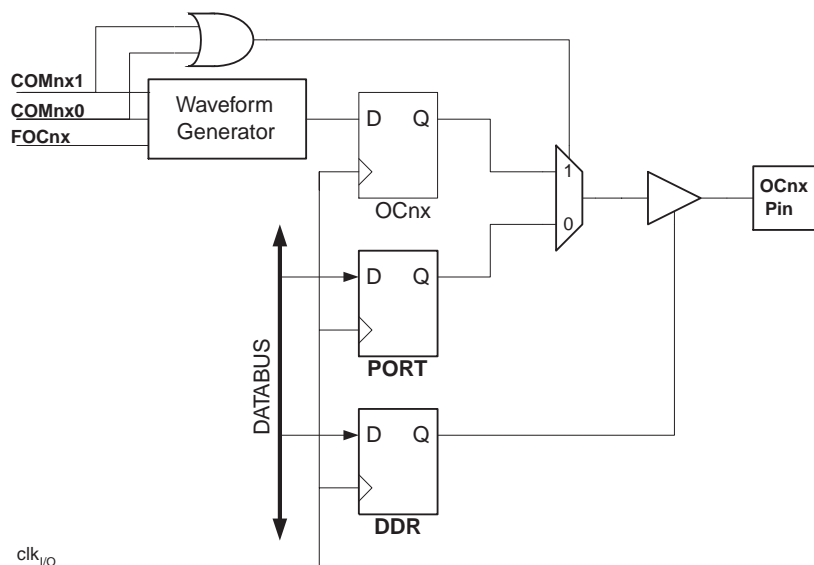 COMnx1
COMnx0
FOCnx
Waveform
Generator
D Q
OCnx
1
0
OCnx
Pin
D Q
PORT
DATABUS
D Q
DDR
clkI/O